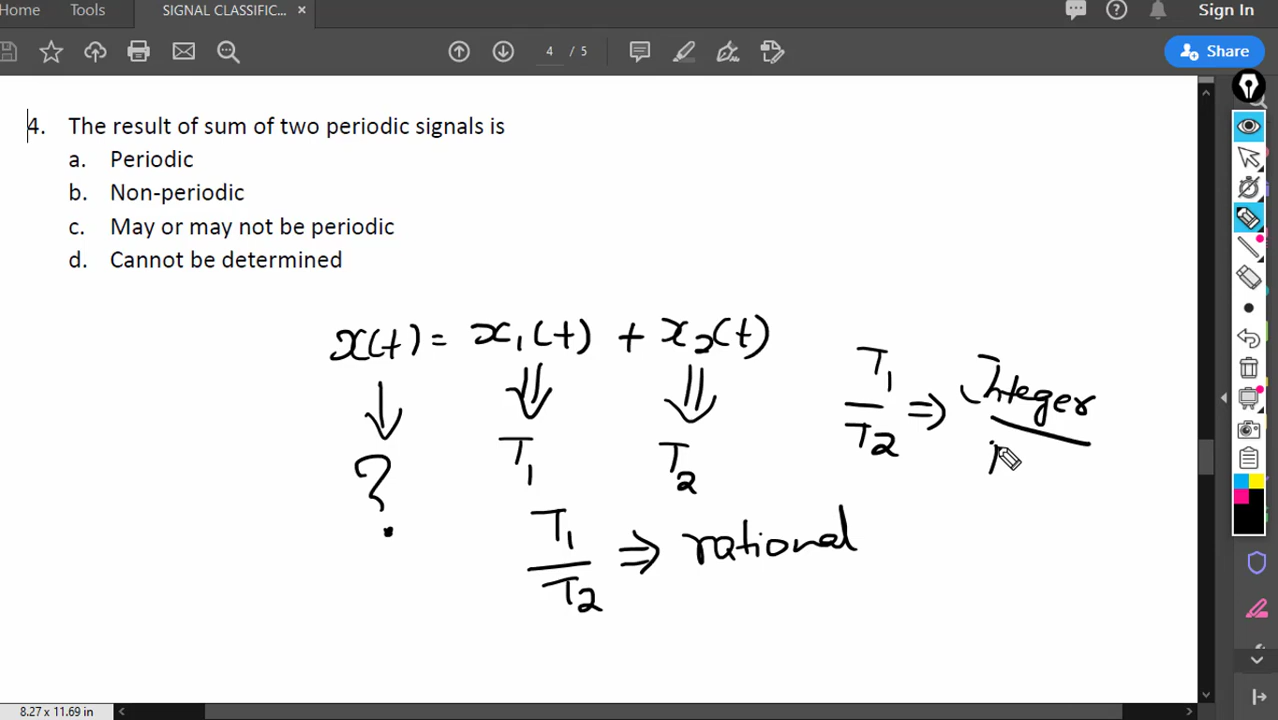 Home Tools SIGNAL CLASSIFIC... × Sign In
4 / 5 Share
4. The result of sum of two periodic signals is
a. Periodic
b. Non-periodic
c. May or may not be periodic
d. Cannot be determined
x(t) = x₁(t) + x₂(t)
? T₁ T₂
T₁/T₂ ⇒ Integer
T₁/T₂ ⇒ rational
8.27 x 11.69 in